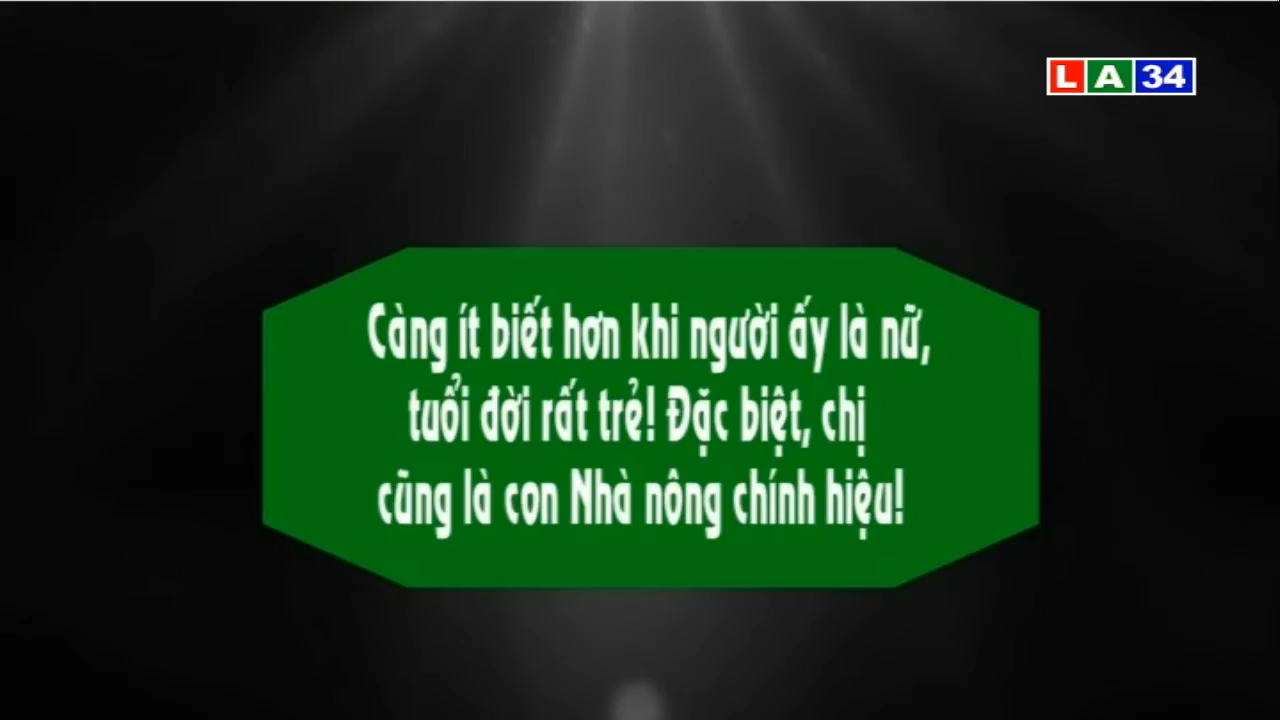 LA34
Càng ít biết hơn khi người ấy là nữ,
tuổi đời rất trẻ! Đặc biệt, chị
cũng là con Nhà nông chính hiệu!